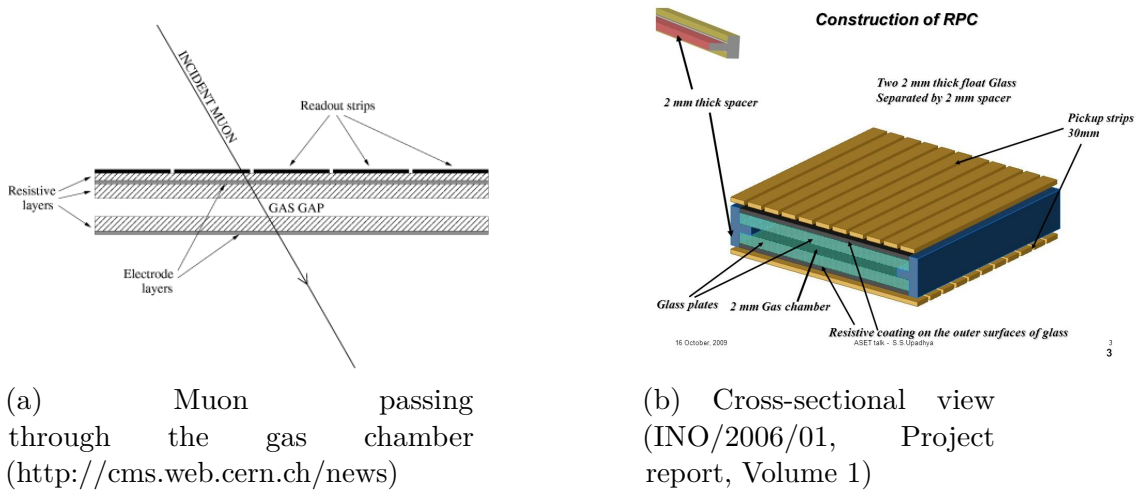 INCIDENT MUON
Readout strips
Resistive
layers
GAS GAP
Electrode
layers
Construction of RPC
2 mm thick spacer
Two 2 mm thick float Glass
Separated by 2 mm spacer
Pickup strips
30mm
Glass plates
2 mm Gas chamber
Resistive coating on the outer surfaces of glass
16 October, 2009
ASET talk - S.S.Upadhya
3
3
(a) Muon passing
through the gas chamber
(http://cms.web.cern.ch/news)
(b) Cross-sectional view
(INO/2006/01, Project
report, Volume 1)